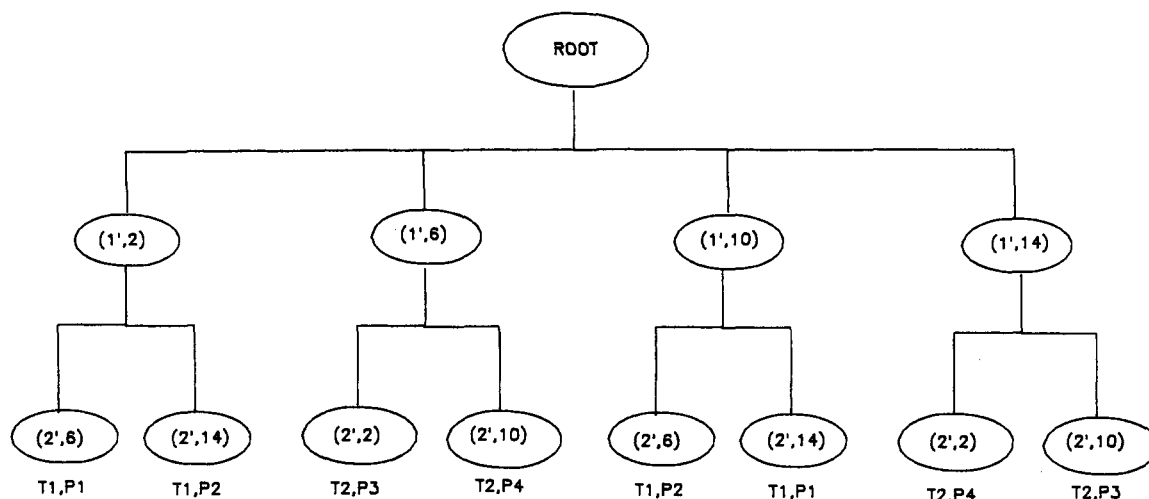 ROOT
(1',2) (1',6) (1',10) (1',14)
(2',6) (2',14) (2',2) (2',10) (2',6) (2',14) (2',2) (2',10)
T1,P1 T1,P2 T2,P3 T2,P4 T1,P2 T1,P1 T2,P4 T2,P3